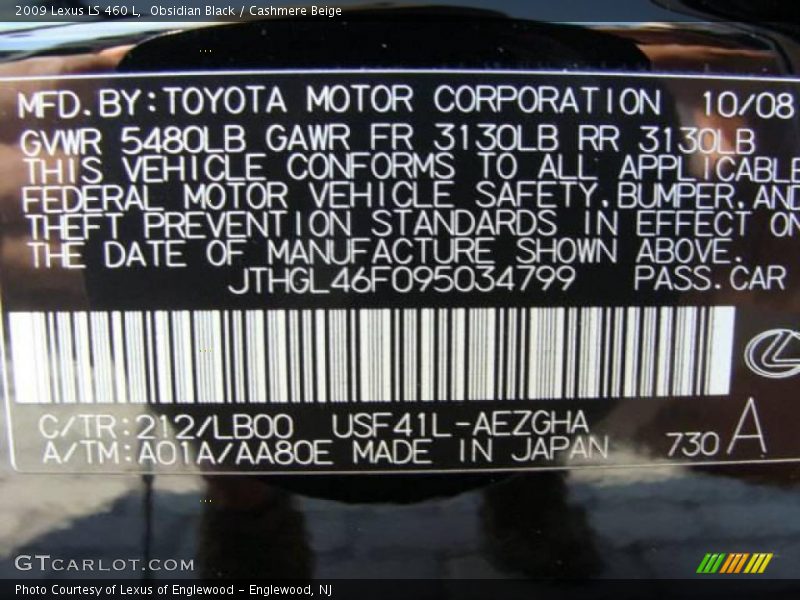 2009 Lexus LS 460 L, Obsidian Black / Cashmere Beige
MFD.BY:TOYOTA MOTOR CORPORATION 10/08
GVWR 5480LB GAWR FR 3130LB RR 3130LB
THIS VEHICLE CONFORMS TO ALL APPLICABLE
FEDERAL MOTOR VEHICLE SAFETY,BUMPER,AND
THEFT PREVENTION STANDARDS IN EFFECT ON
THE DATE OF MANUFACTURE SHOWN ABOVE.
JTHGL46F095034799 PASS.CAR
C/TR:212/LB00 USF41L-AEZGHA
A/TM:A01A/AA80E MADE IN JAPAN 730 A
GTCARLOT.COM
Photo Courtesy of Lexus of Englewood - Englewood, NJ